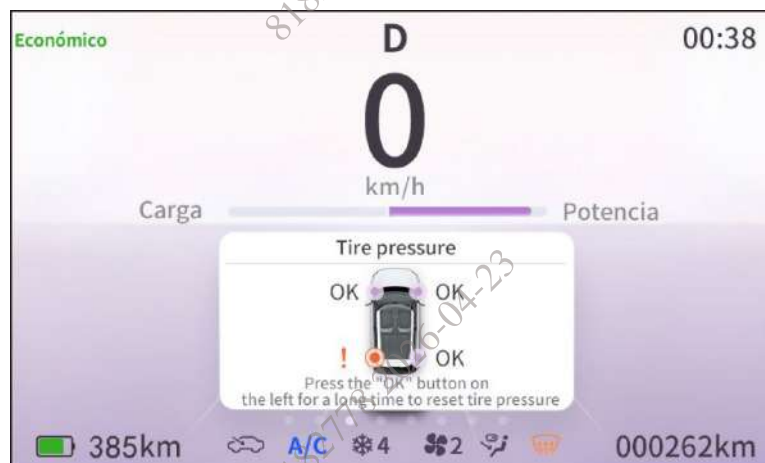 Económico
D
00:38
0
km/h
Carga
Potencia
Tire pressure
OK
OK
!
OK
Press the "OK" button on
the left for a long time to reset tire pressure
385km
A/C
4
2
000262km